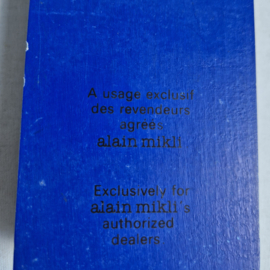 A usage exclusif
des revendeurs
agréés
alain mikli
Exclusively for
alain mikli's
authorized
dealers